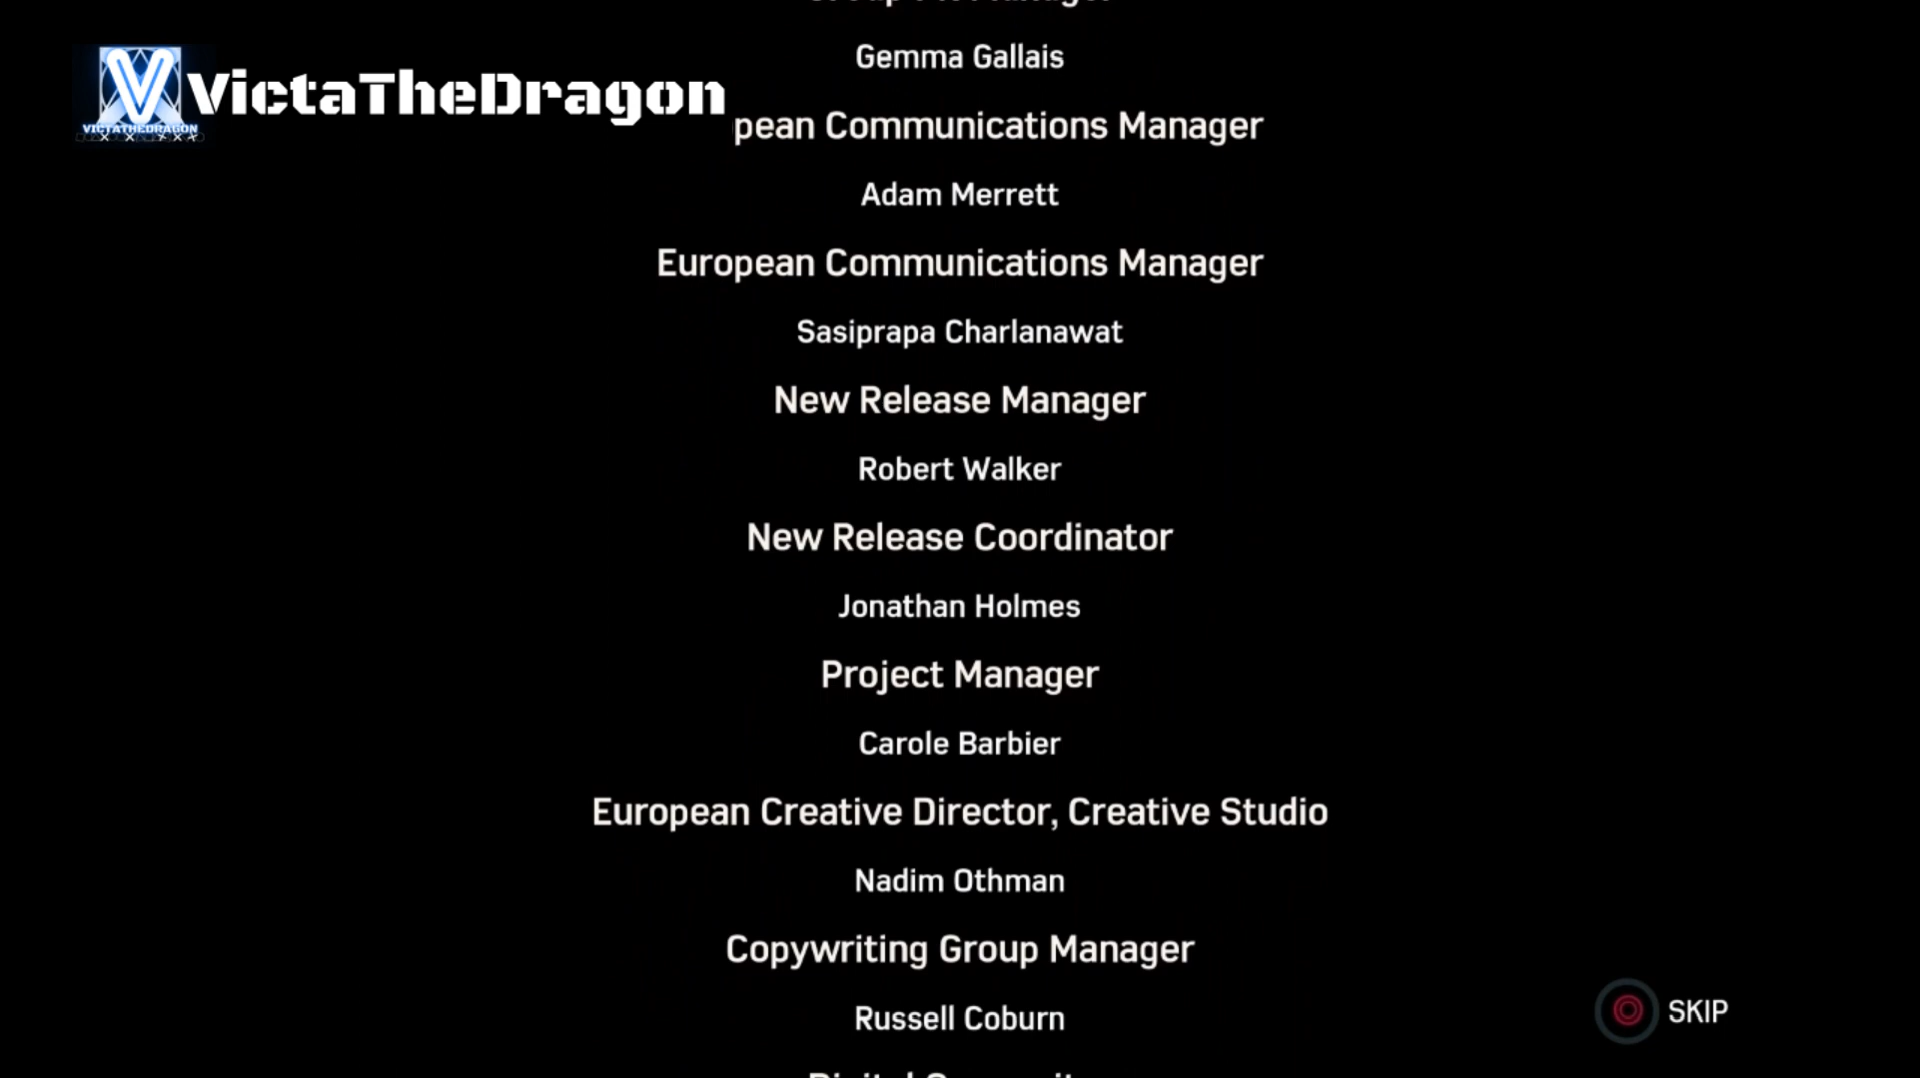 Gemma Gallais
VictaTheDragon
VICTATHEDRAGON
pean Communications Manager
Adam Merrett
European Communications Manager
Sasiprapa Charlanawat
New Release Manager
Robert Walker
New Release Coordinator
Jonathan Holmes
Project Manager
Carole Barbier
European Creative Director, Creative Studio
Nadim Othman
Copywriting Group Manager
Russell Coburn
SKIP